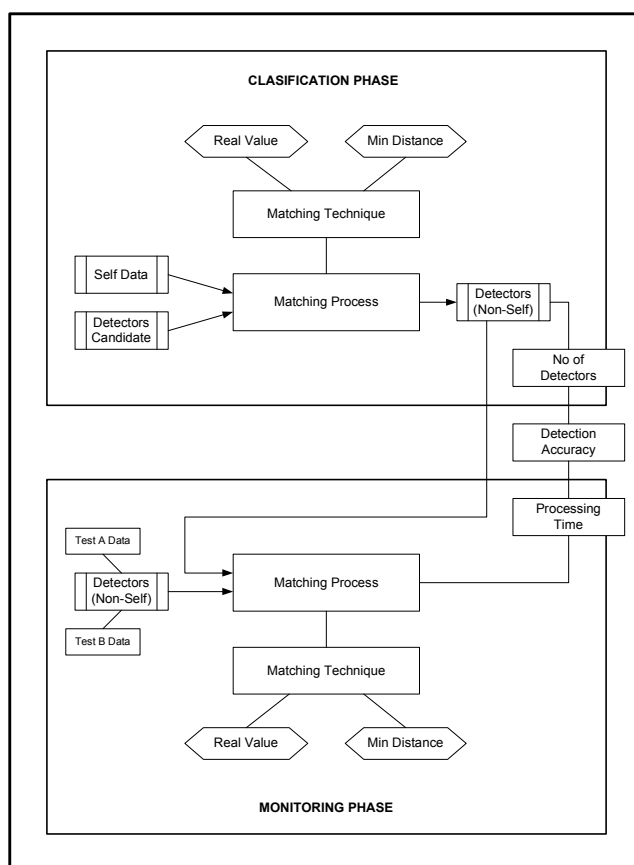 CLASIFICATION PHASE
Real Value
Min Distance
Matching Technique
Self Data
Matching Process
Detectors
(Non-Self)
Detectors
Candidate
No of
Detectors
Detection
Accuracy
Processing
Time
Test A Data
Detectors
(Non-Self)
Matching Process
Test B Data
Matching Technique
Real Value
Min Distance
MONITORING PHASE